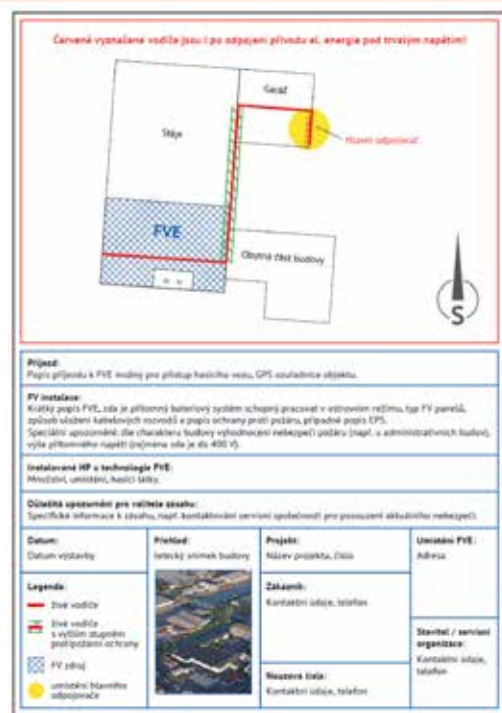 Červeně vyznačené vodiče jsou i po odpojení přívodu el. energie pod trvalým napětím!
Garáž
Stáje
Hlavní odpojovač
FVE
Obytná část budovy
S
Příjezd:
Popis příjezdu k FVE možný pro přístup hasicího vozu, GPS souřadnice objektu.
FV instalace:
Krátký popis FVE, zda je přítomný bateriový systém schopný pracovat v ostrovním režimu, typ FV panelů,
způsob uložení kabelových rozvodů a popis ochrany proti požáru, případně popis EPS.
Speciální upozornění: dle charakteru budovy vyhodnocení nebezpečí požáru (např. u administrativních budov),
výše přítomného napětí (zejména zda je do 400 V).
Instalované HP u technologie FVE:
Množství, umístění, hasicí látky.
Důležitá upozornění pro velitele zásahu:
Specifické informace k zásahu, např. kontaktování servisní společnosti pro posouzení aktuálního nebezpečí.
Datum:
Datum výstavby
Přehled:
letecký snímek budovy
Projekt:
Název projektu, číslo
Umístění FVE:
Adresa
Legenda:
živé vodiče
živé vodiče
s vyšším stupněm
protipožární ochrany
FV zdroj
umístění hlavního
odpojovače
Zákazník:
Kontaktní údaje, telefon
Nouzová čísla:
Kontaktní údaje, telefon
Stavitel / servisní
organizace:
Kontaktní údaje,
telefon